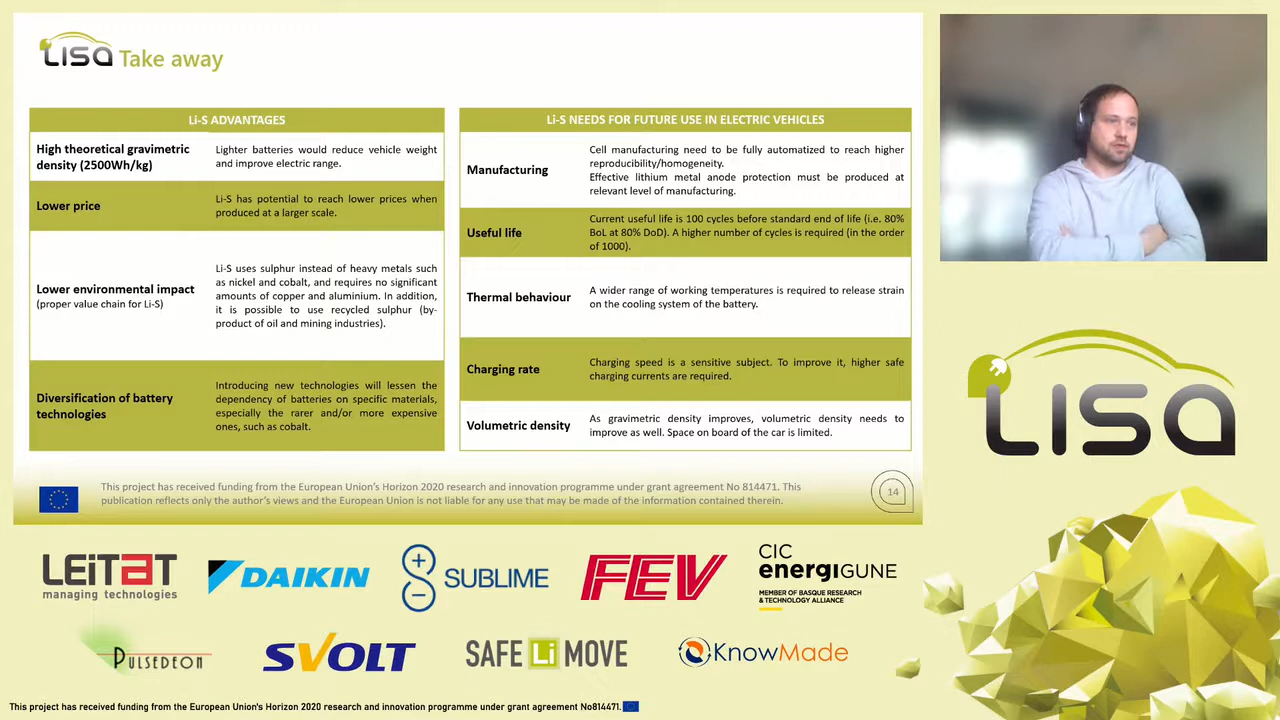 LISa Take away
Li-S ADVANTAGES
High theoretical gravimetric
density (2500Wh/kg)
Lighter batteries would reduce vehicle weight
and improve electric range.
Lower price
Li-S has potential to reach lower prices when
produced at a larger scale.
Lower environmental impact
(proper value chain for Li-S)
Li-S uses sulphur instead of heavy metals such
as nickel and cobalt, and requires no significant
amounts of copper and aluminium. In addition,
it is possible to use recycled sulphur (by-
product of oil and mining industries).
Diversification of battery
technologies
Introducing new technologies will lessen the
dependency of batteries on specific materials,
especially the rarer and/or more expensive
ones, such as cobalt.
Li-S NEEDS FOR FUTURE USE IN ELECTRIC VEHICLES
Manufacturing
Cell manufacturing need to be fully automatized to reach higher
reproducibility/homogeneity.
Effective lithium metal anode protection must be produced at
relevant level of manufacturing.
Useful life
Current useful life is 100 cycles before standard end of life (i.e. 80%
BoL at 80% DoD). A higher number of cycles is required (in the order
of 1000).
Thermal behaviour
A wider range of working temperatures is required to release strain
on the cooling system of the battery.
Charging rate
Charging speed is a sensitive subject. To improve it, higher safe
charging currents are required.
Volumetric density
As gravimetric density improves, volumetric density needs to
improve as well. Space on board of the car is limited.
This project has received funding from the European Union's Horizon 2020 research and innovation programme under grant agreement No 814471. This
publication reflects only the author's views and the European Union is not liable for any use that may be made of the information contained therein.
14
LISa
LEITAT
managing technologies
DAIKIN
SUBLIME
FEV
CIC
energiGUNE
MEMBER OF BASQUE RESEARCH
& TECHNOLOGY ALLIANCE
PULSEDEON
SVOLT
SAFE Li MOVE
KnowMade
This project has received funding from the European Union's Horizon 2020 research and innovation programme under grant agreement No814471.